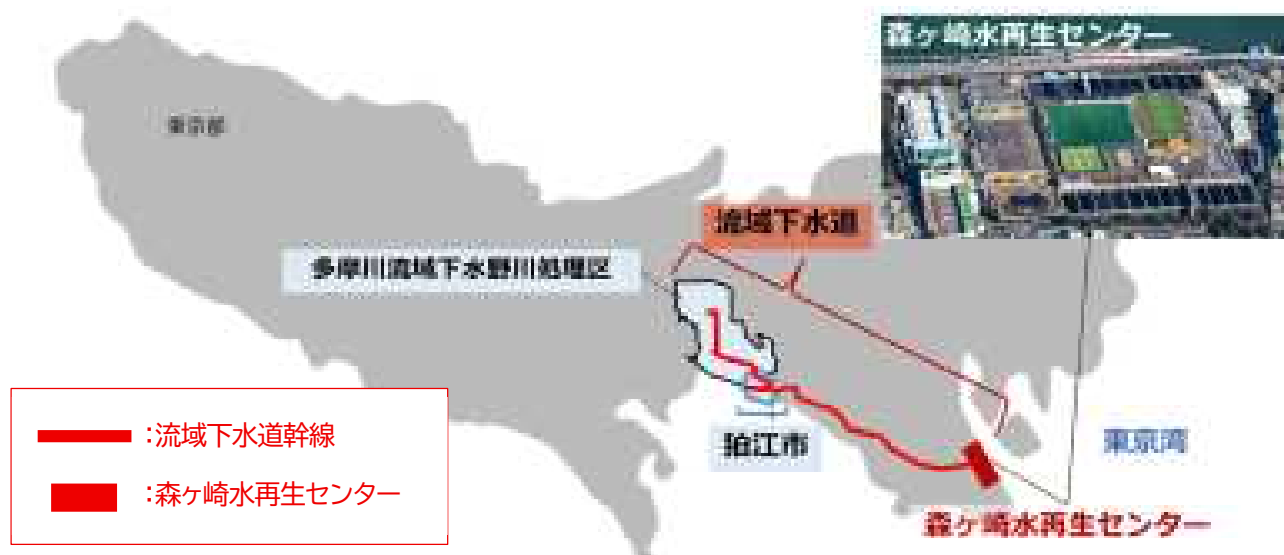 森ヶ崎水再生センター
東京都
流域下水道
多摩川流域下水野川処理区
狛江市
東京湾
森ヶ崎水再生センター
:流域下水道幹線
:森ヶ崎水再生センター